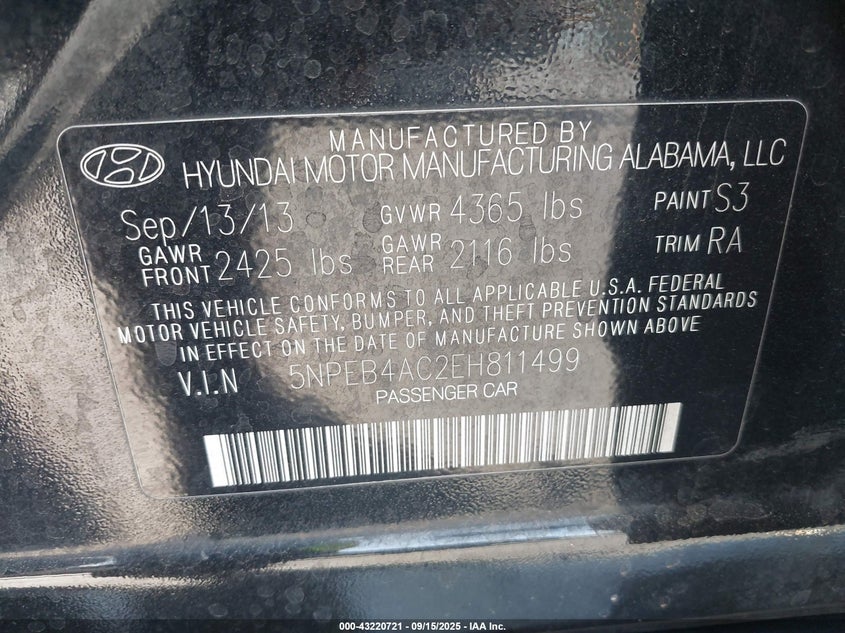 MANUFACTURED BY
HYUNDAI MOTOR MANUFACTURING ALABAMA, LLC
Sep/13/13 GVWR 4365 lbs PAINT S3
GAWR FRONT 2425 lbs GAWR REAR 2116 lbs TRIM RA
THIS VEHICLE CONFORMS TO ALL APPLICABLE U.S.A. FEDERAL
MOTOR VEHICLE SAFETY, BUMPER, AND THEFT PREVENTION STANDARDS
IN EFFECT ON THE DATE OF MANUFACTURE SHOWN ABOVE
V.I.N 5NPEB4AC2EH811499
PASSENGER CAR
000-43220721 - 09/15/2025 - IAA Inc.